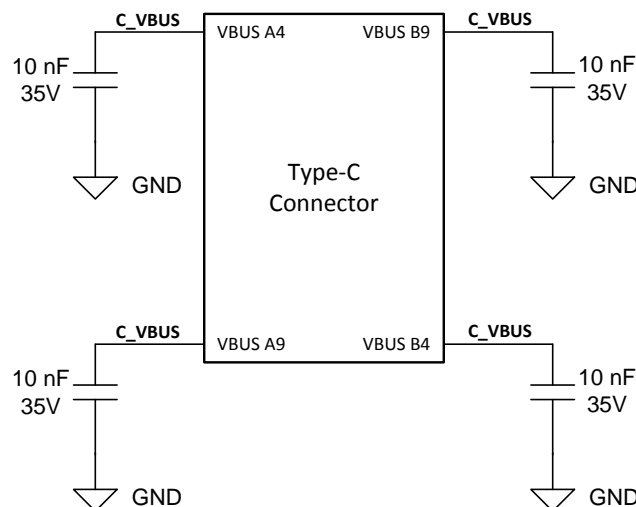 C_VBUS
VBUS A4
VBUS B9
C_VBUS
10 nF
35V
10 nF
35V
Type-C
Connector
GND
GND
C_VBUS
VBUS A9
VBUS B4
C_VBUS
10 nF
35V
10 nF
35V
GND
GND